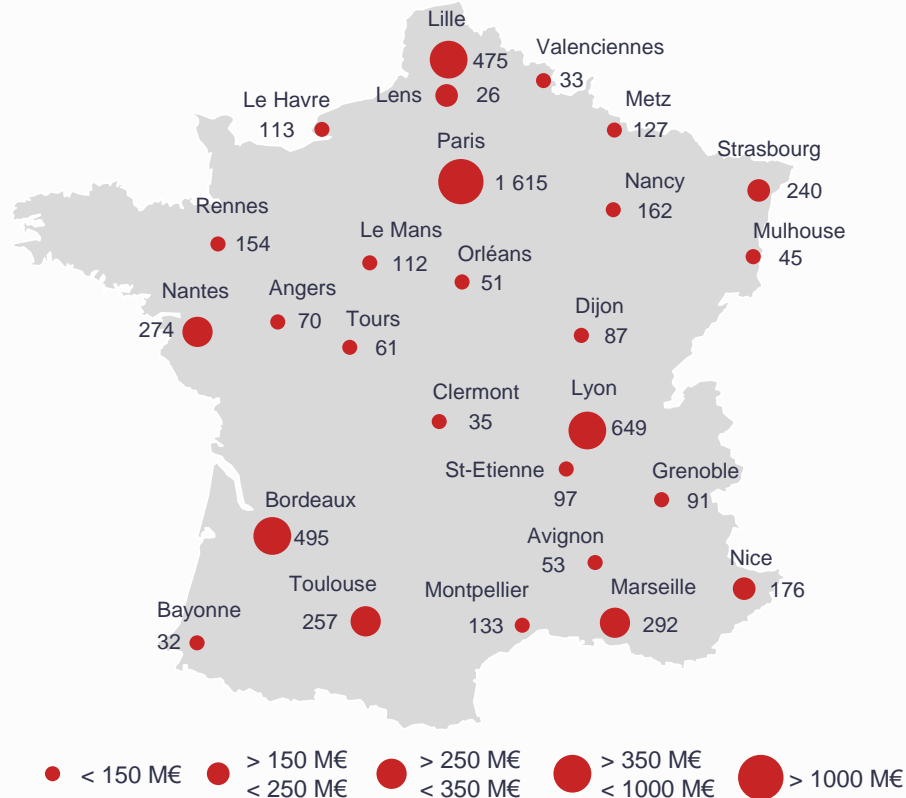 Lille
475
Valenciennes
33
Lens 26
Le Havre
113
Metz
127
Paris
1 615
Strasbourg
240
Nancy
162
Rennes
154
Le Mans
112
Orléans
51
Mulhouse
45
Nantes
274
Angers
70
Tours
61
Dijon
87
Clermont
35
Lyon
649
St-Etienne
97
Grenoble
91
Bordeaux
495
Avignon
53
Nice
176
Toulouse
257
Montpellier
133
Marseille
292
Bayonne
32
< 150 M€
> 150 M€
< 250 M€
> 250 M€
< 350 M€
> 350 M€
< 1000 M€
> 1000 M€